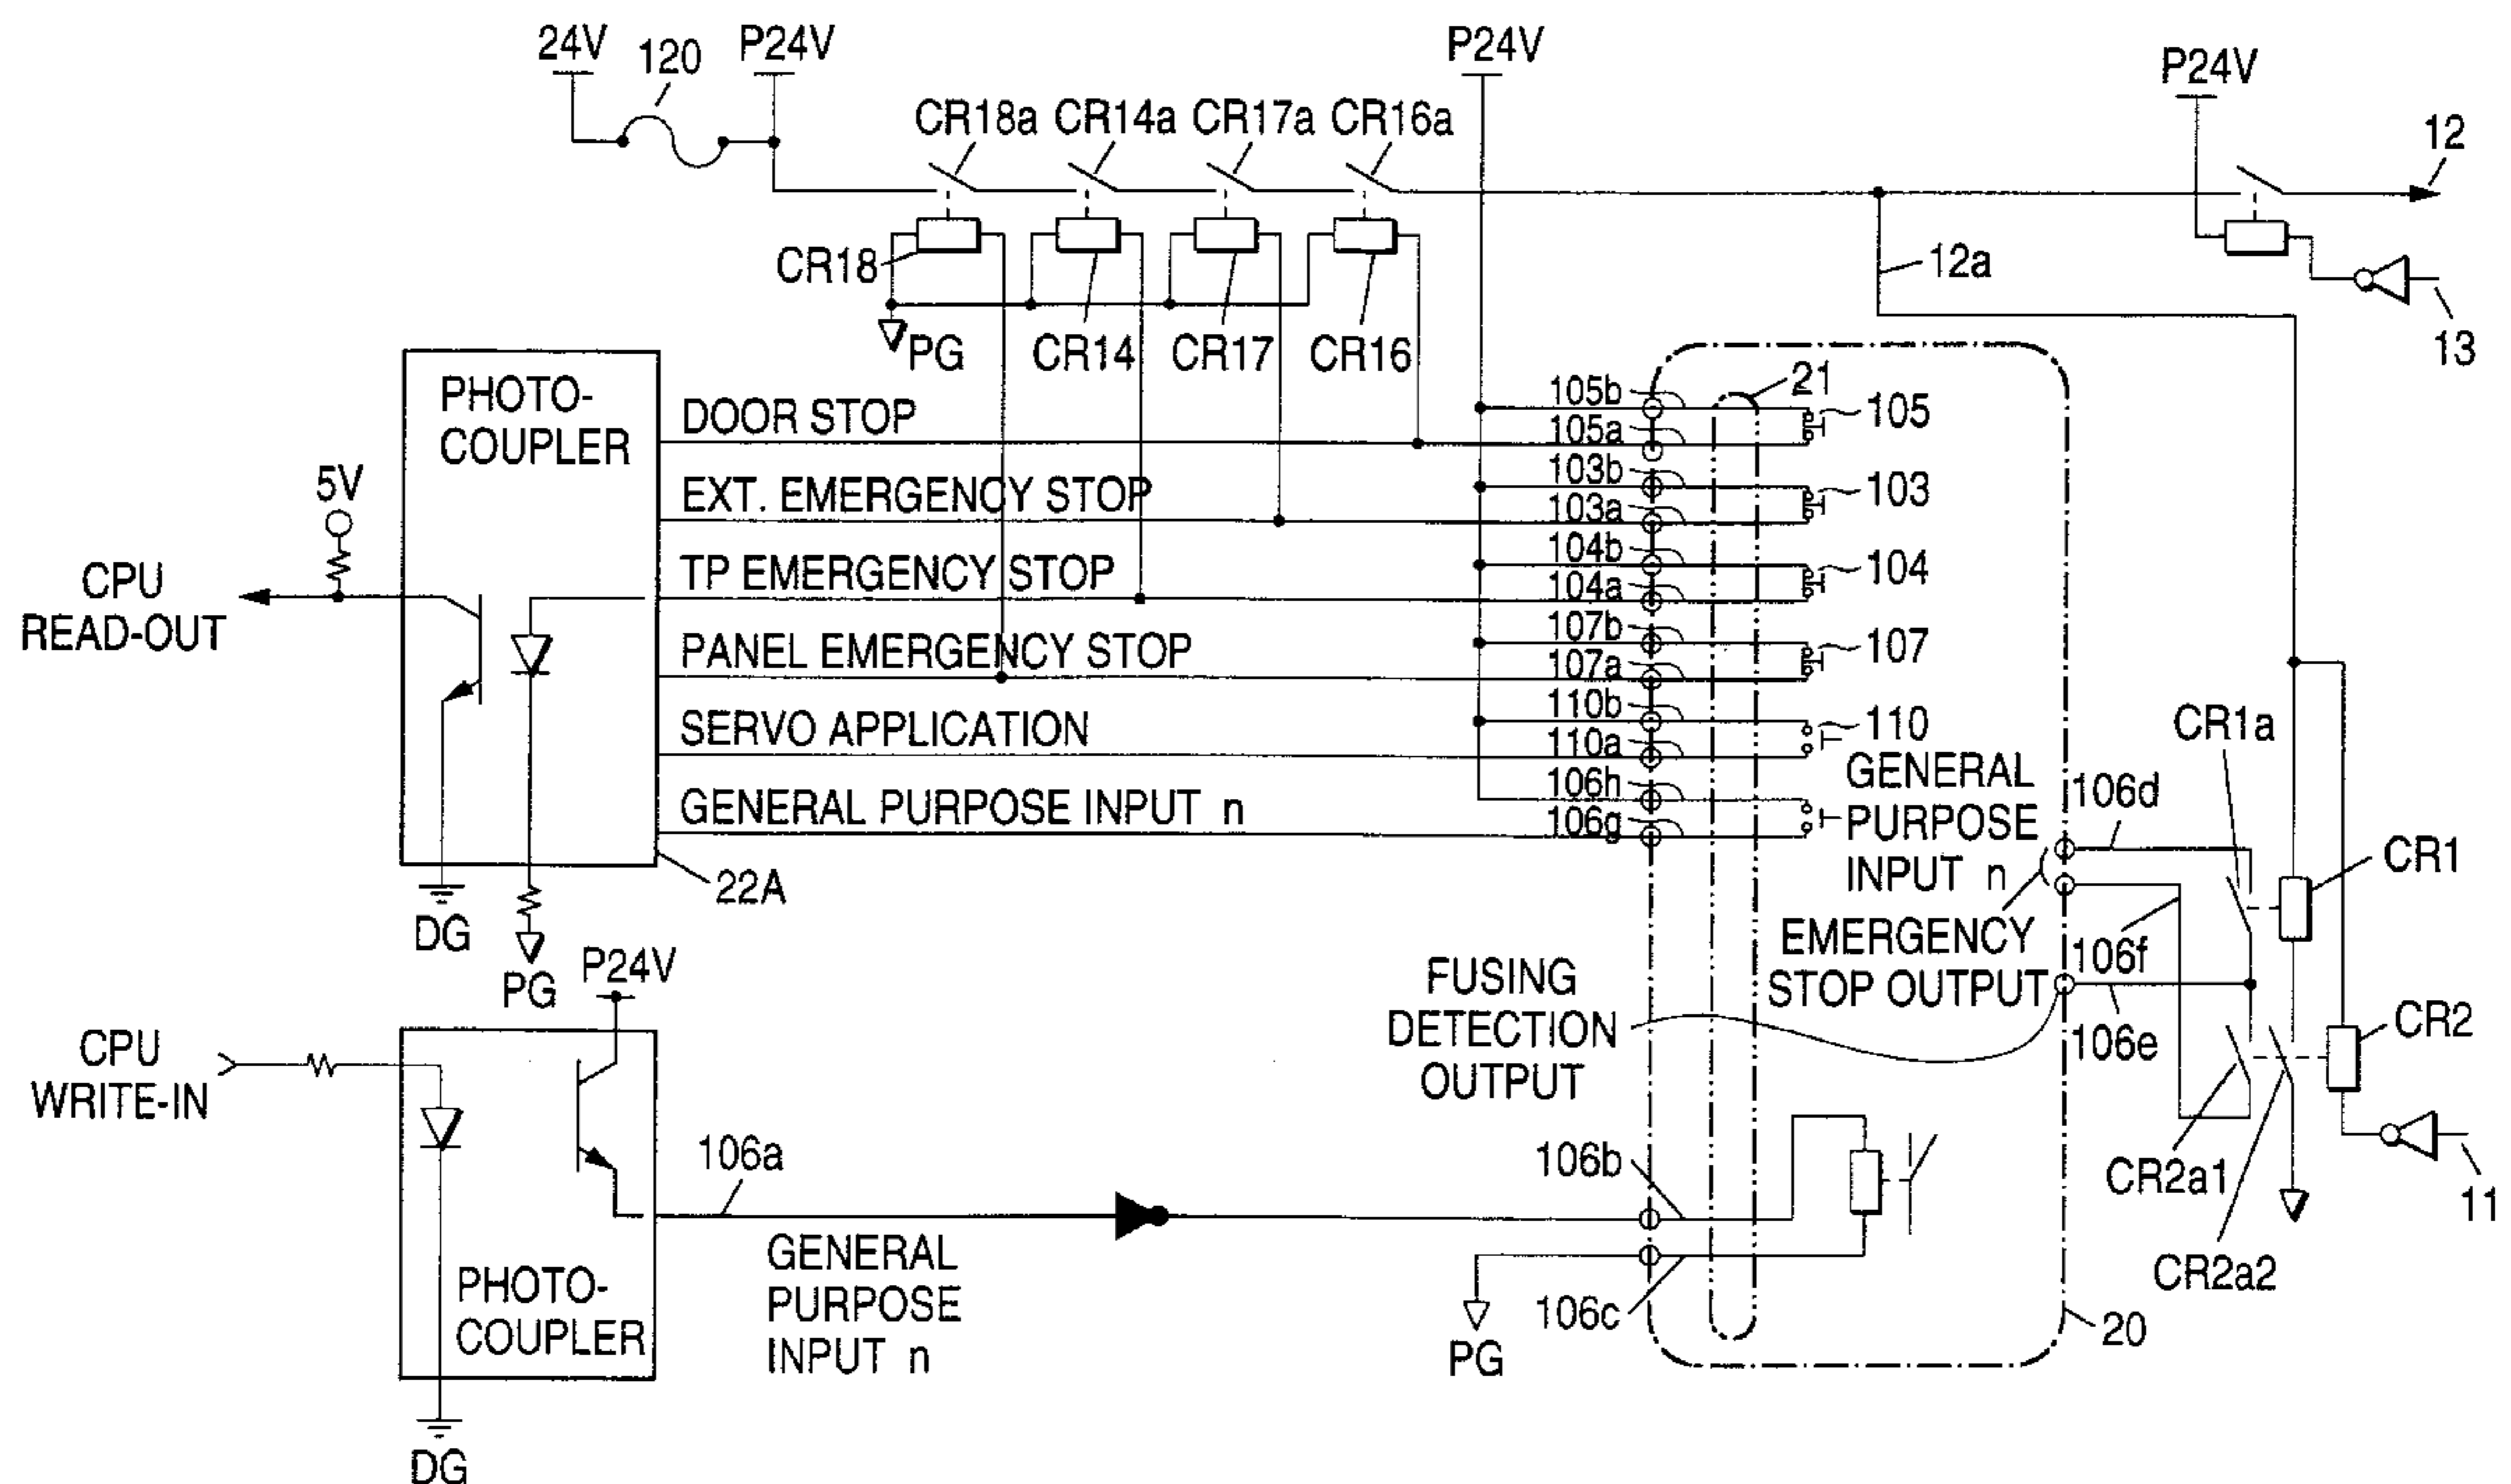 24V
120
P24V
P24V
P24V
CR18a
CR14a
CR17a
CR16a
12
CR18
12a
PG
CR14
CR17
CR16
13
PHOTO-
COUPLER
DOOR STOP
105b
21
105
105a
5V
EXT. EMERGENCY STOP
103b
103
103a
CPU
READ-OUT
TP EMERGENCY STOP
104b
104
104a
PANEL EMERGENCY STOP
107b
107
107a
SERVO APPLICATION
110b
110
110a
CR1a
GENERAL PURPOSE INPUT n
106h
106g
GENERAL
PURPOSE
INPUT n
106d
CR1
22A
DG
PG
EMERGENCY
STOP OUTPUT
106f
106e
P24V
FUSING
DETECTION
OUTPUT
CR2
CPU
WRITE-IN
106a
106b
CR2a1
11
GENERAL
PURPOSE
INPUT n
PHOTO-
COUPLER
CR2a2
106c
PG
20
DG